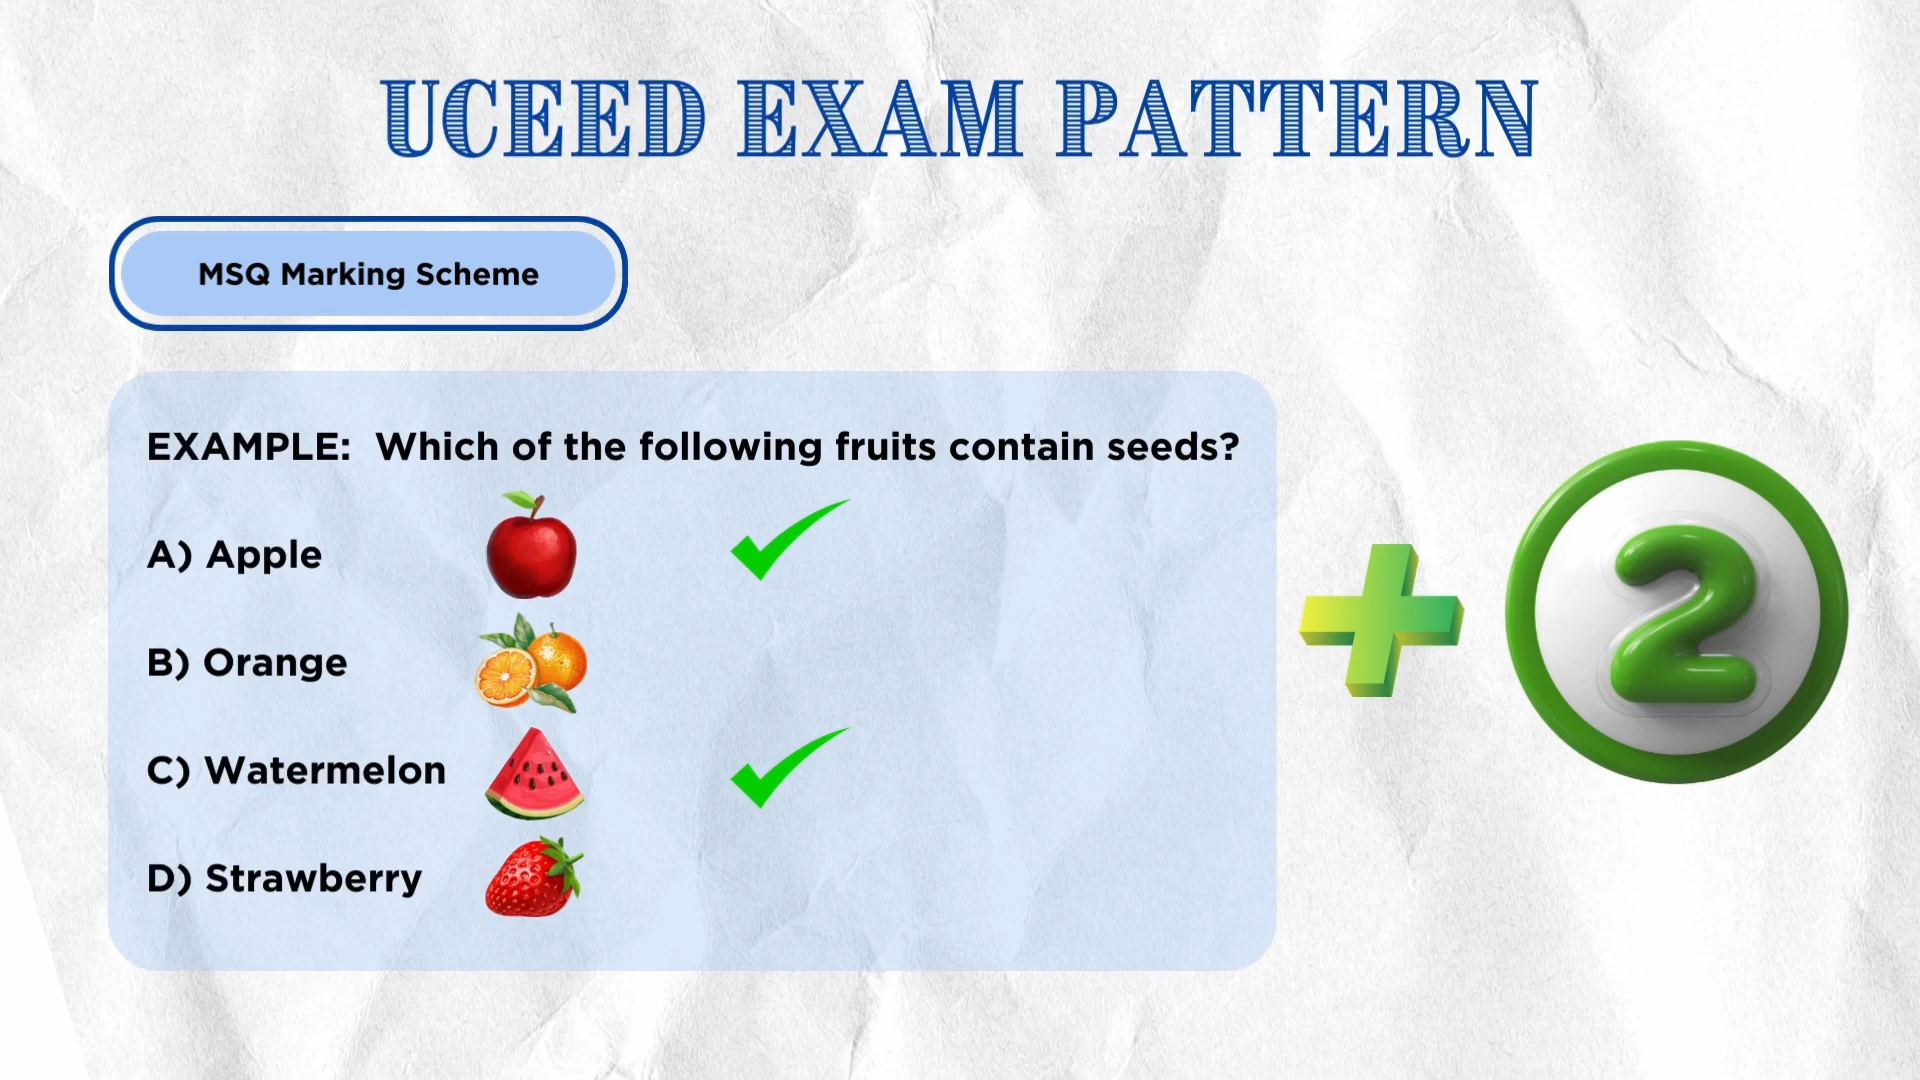 UCEED EXAM PATTERN
MSQ Marking Scheme
EXAMPLE: Which of the following fruits contain seeds?
A) Apple
B) Orange
C) Watermelon
D) Strawberry
+ 2